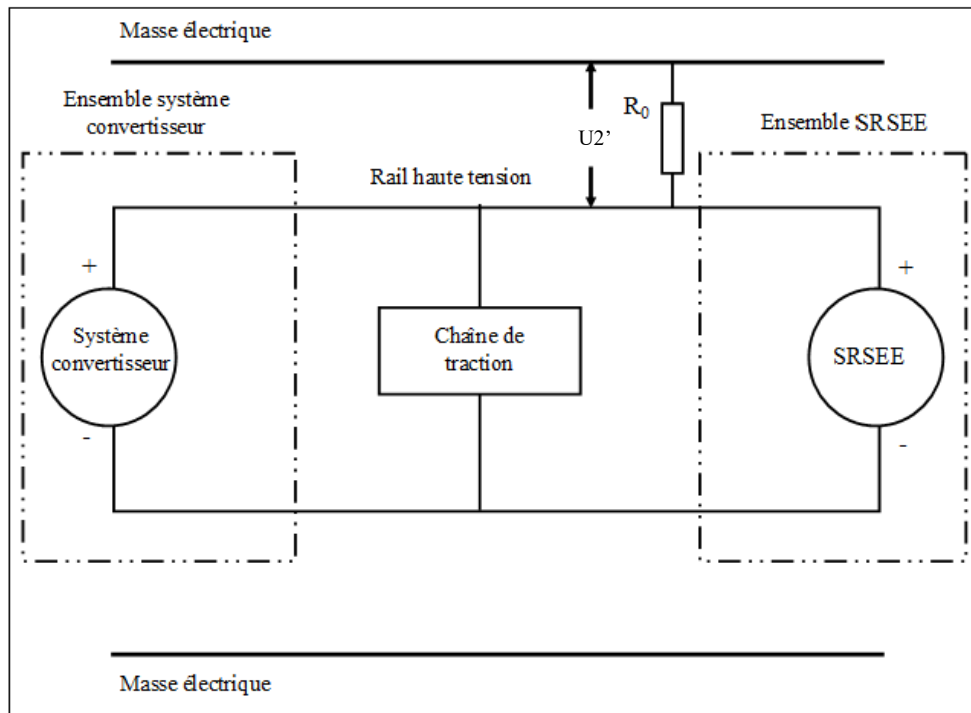 Masse électrique
Ensemble système
convertisseur
R0
U2’
Ensemble SRSEE
Rail haute tension
+
+
Système
convertisseur
Chaîne de
traction
SRSEE
-
-
Masse électrique